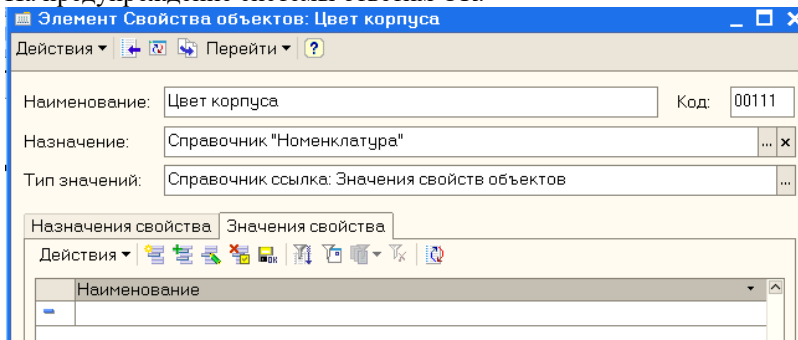 Элемент Свойства объектов: Цвет корпуса
Действия Перейти ?
Наименование: Цвет корпуса Код: 00111
Назначение: Справочник "Номенклатура" ... x
Тип значений: Справочник ссылка: Значения свойств объектов ...
Назначения свойства Значения свойства
Действия
Наименование